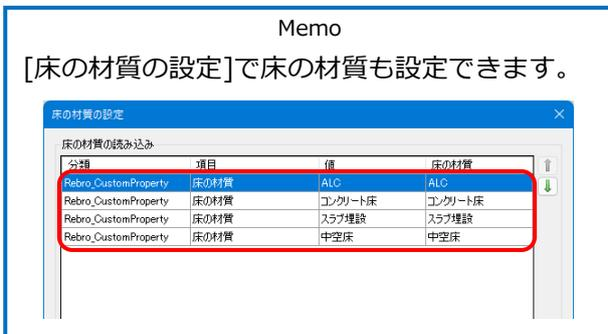 Memo
[床の材質の設定]で床の材質も設定できます。
床の材質の設定
床の材質の読み込み
分類 項目 値 床の材質
Rebro_CustomProperty 床の材質 ALC ALC
Rebro_CustomProperty 床の材質 コンクリート床 コンクリート床
Rebro_CustomProperty 床の材質 スラブ埋設 スラブ埋設
Rebro_CustomProperty 床の材質 中空床 中空床